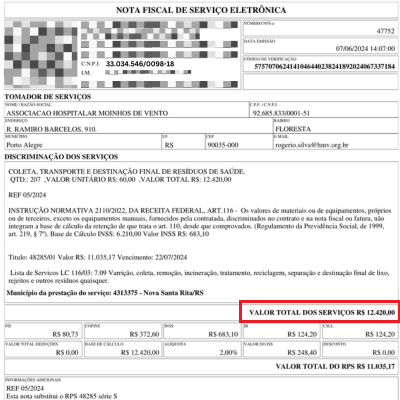 NOTA FISCAL DE SERVIÇO ELETRÔNICA
NÚMERO NFS-e
47752
DATA EMISSÃO
07/06/2024 14:07:00
C.N.P.J. 33.034.546/0098-18
I.M.
CÓDIGO DE VERIFICAÇÃO
575707062414104644023824189202406733​7184
TOMADOR DE SERVIÇOS
NOME / RAZÃO SOCIAL
C.P.F. / C.N.P.J.
ASSOCIACAO HOSPITALAR MOINHOS DE VENTO
92.685.833/0001-51
ENDEREÇO
BAIRRO
R. RAMIRO BARCELOS, 910.
FLORESTA
MUNICÍPIO
UF
CEP
E-MAIL
Porto Alegre
RS
90035-000
rogerio.silva@hmv.org.br
DISCRIMINAÇÃO DOS SERVIÇOS
COLETA, TRANSPORTE E DESTINAÇÃO FINAL DE RESÍDUOS DE SAÚDE.
QTD.: 207 ,VALOR UNITÁRIO R$: 60,00 ,VALOR TOTAL R$: 12.420,00
REF 05/2024
INSTRUÇÃO NORMATIVA 2110/2022, DA RECEITA FEDERAL, ART.116 - Os valores de materiais ou de equipamentos, próprios
ou de terceiros, exceto os equipamentos manuais, fornecidos pela contratada, discriminados no contrato e na nota fiscal ou fatura, não
integram a base de cálculo da retenção de que trata o art. 110, desde que comprovados. (Regulamento da Previdência Social, de 1999,
art. 219, § 7º). Base de Cálculo INSS: 6.210,00 Valor INSS R$: 683,10
Título: 48285/01 Valor R$: 11.035,17 Vencimento: 22/07/2024
Lista de Serviços LC 116/03: 7.09 Varrição, coleta, remoção, incineração, tratamento, reciclagem, separação e destinação final de lixo,
rejeitos e outros resíduos quaisquer.
Município da prestação do serviço: 4313375 - Nova Santa Rita/RS
VALOR TOTAL DOS SERVIÇOS R$ 12.420,00
PIS
COFINS
INSS
IR
CSLL
R$ 80,73
R$ 372,60
R$ 683,10
R$ 124,20
R$ 124,20
VALOR TOTAL DEDUÇÕES
BASE DE CÁLCULO
ALÍQUOTA
VALOR DO ISS
DESCONTO
R$ 0,00
R$ 12.420,00
2,00%
R$ 248,40
R$ 0,00
VALOR TOTAL DO RPS R$ 11.035,17
INFORMAÇÕES ADICIONAIS
REF 05/2024
Esta nota substitui o RPS 48285 série S